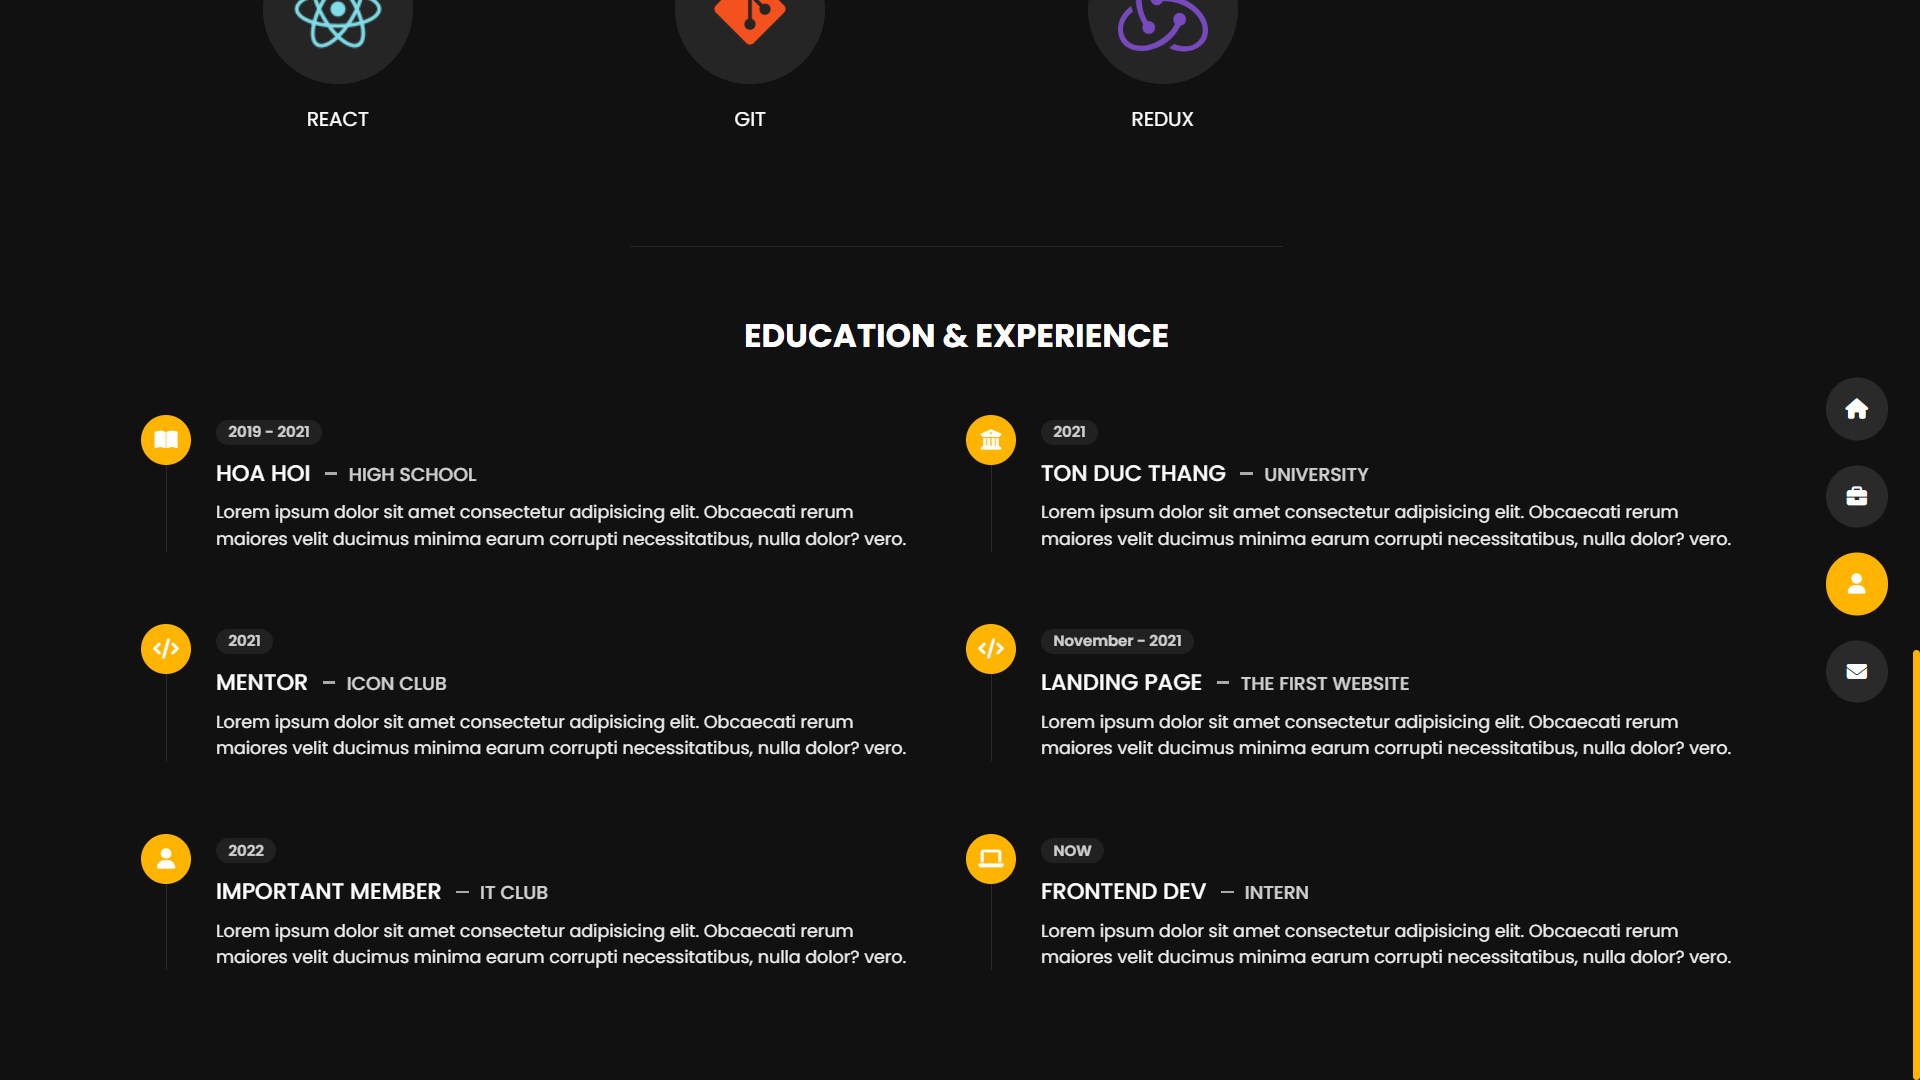 REACT
GIT
REDUX
EDUCATION & EXPERIENCE
2019 - 2021
HOA HOI — HIGH SCHOOL
Lorem ipsum dolor sit amet consectetur adipisicing elit. Obcaecati rerum
maiores velit ducimus minima earum corrupti necessitatibus, nulla dolor? vero.
2021
TON DUC THANG — UNIVERSITY
Lorem ipsum dolor sit amet consectetur adipisicing elit. Obcaecati rerum
maiores velit ducimus minima earum corrupti necessitatibus, nulla dolor? vero.
2021
MENTOR — ICON CLUB
Lorem ipsum dolor sit amet consectetur adipisicing elit. Obcaecati rerum
maiores velit ducimus minima earum corrupti necessitatibus, nulla dolor? vero.
November - 2021
LANDING PAGE — THE FIRST WEBSITE
Lorem ipsum dolor sit amet consectetur adipisicing elit. Obcaecati rerum
maiores velit ducimus minima earum corrupti necessitatibus, nulla dolor? vero.
2022
IMPORTANT MEMBER — IT CLUB
Lorem ipsum dolor sit amet consectetur adipisicing elit. Obcaecati rerum
maiores velit ducimus minima earum corrupti necessitatibus, nulla dolor? vero.
NOW
FRONTEND DEV — INTERN
Lorem ipsum dolor sit amet consectetur adipisicing elit. Obcaecati rerum
maiores velit ducimus minima earum corrupti necessitatibus, nulla dolor? vero.